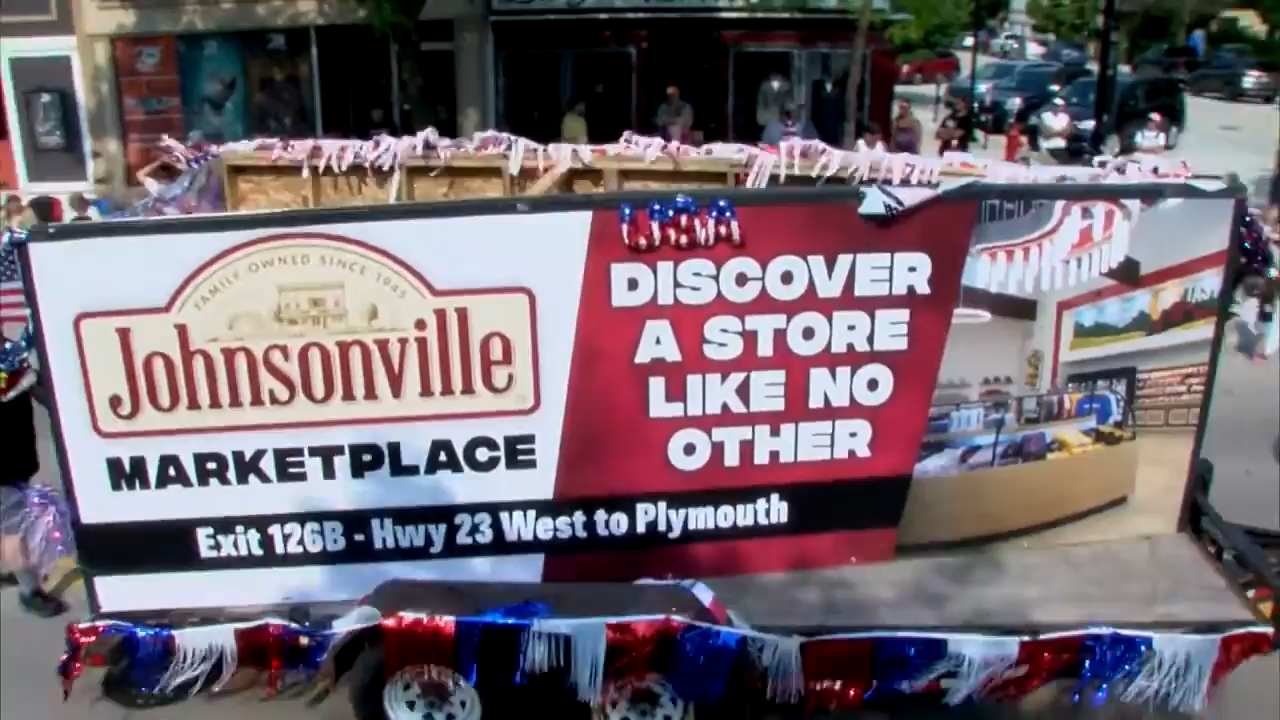 USA
FAMILY OWNED SINCE 1945
Johnsonville
MARKETPLACE
DISCOVER
A STORE
LIKE NO
OTHER
Exit 126B - Hwy 23 West to Plymouth